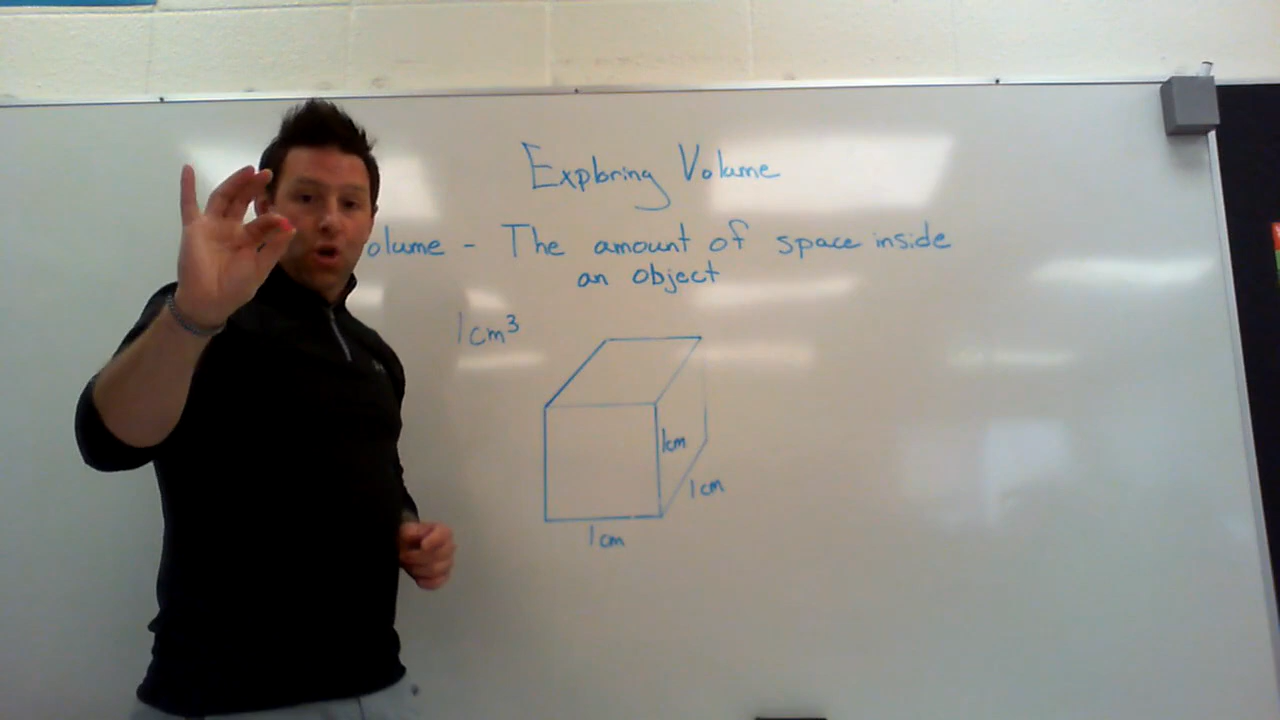 Exploring Volume
olume - The amount of space inside
an object
1cm³
1cm
1cm
1cm